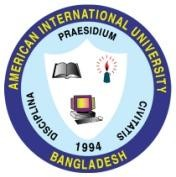 AMERICAN INTERNATIONAL UNIVERSITY
PRAESIDIUM
DISCIPLINA
CIVITATIS
1994
BANGLADESH